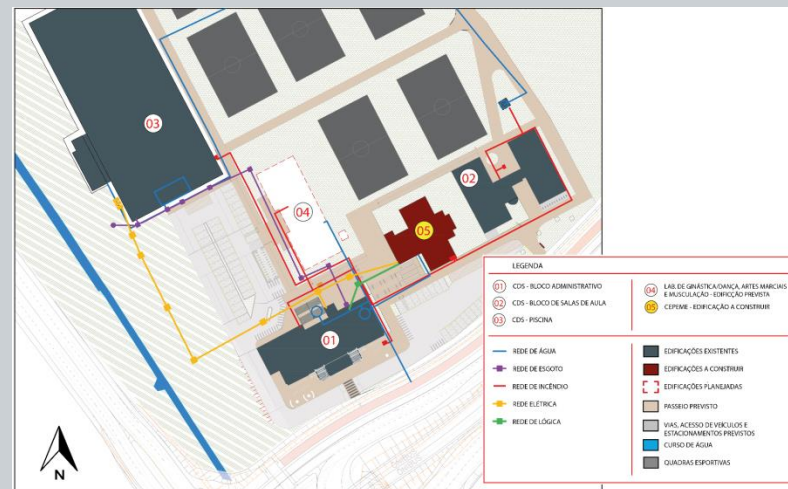 03
02
04
05
01
N
LEGENDA
01 CDS - BLOCO ADMINISTRATIVO
02 CDS - BLOCO DE SALAS DE AULA
03 CDS - PISCINA
04 LAB. DE GINÁSTICA/DANÇA, ARTES MARCIAIS
E MUSCULAÇÃO - EDIFICÇÃO PREVISTA
05 CEPEME - EDIFICAÇÃO A CONSTRUIR
REDE DE ÁGUA
REDE DE ESGOTO
REDE DE INCÊNDIO
REDE ELÉTRICA
REDE DE LÓGICA
EDIFICAÇÕES EXISTENTES
EDIFICAÇÕES A CONSTRUIR
EDIFICAÇÕES PLANEJADAS
PASSEIO PREVISTO
VIAS, ACESSO DE VEÍCULOS E
ESTACIONAMENTOS PREVISTOS
CURSO DE ÁGUA
QUADRAS ESPORTIVAS